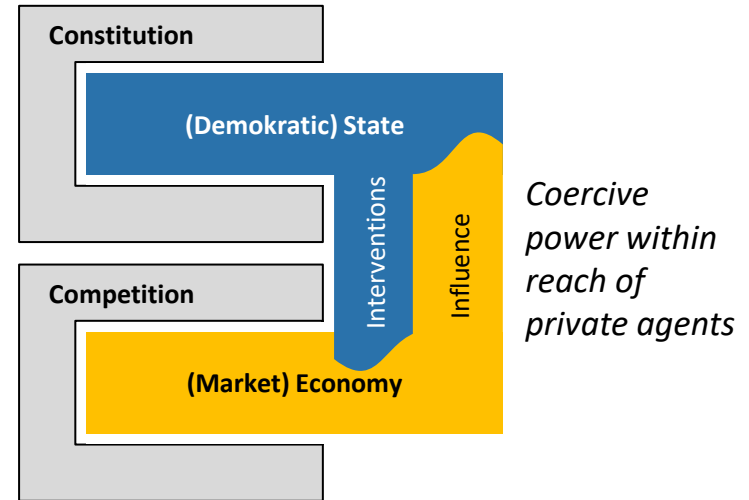 Constitution
(Demokratic) State
Interventions
Influence
Coercive
power within
reach of
private agents
Competition
(Market) Economy